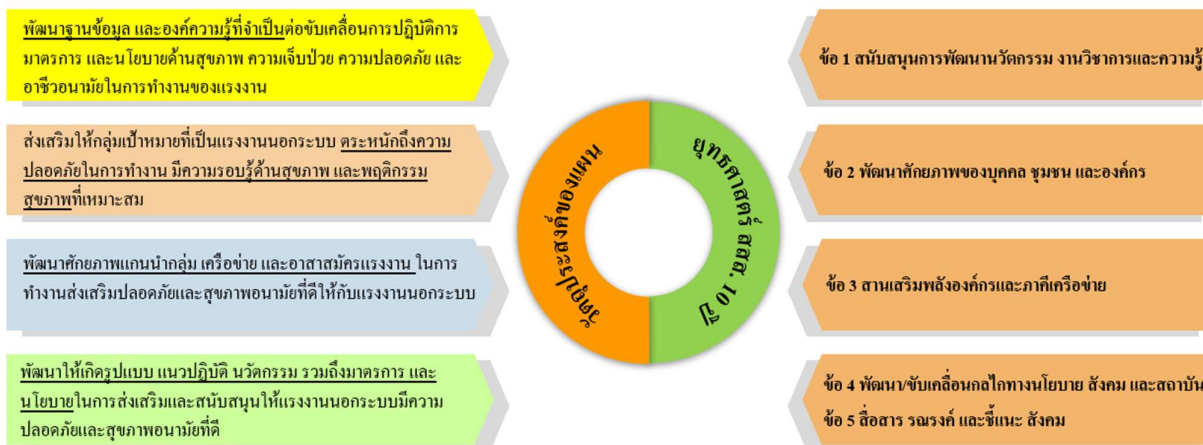 พัฒนาฐานข้อมูล และองค์ความรู้ที่จำเป็นต่อขับเคลื่อนการปฏิบัติการ
มาตรการ และนโยบายด้านสุขภาพ ความเจ็บป่วย ความปลอดภัย และ
อาชีวอนามัยในการทำงานของแรงงาน
ส่งเสริมให้กลุ่มเป้าหมายที่เป็นแรงงานนอกระบบ ตระหนักถึงความ
ปลอดภัยในการทำงาน มีความรอบรู้ด้านสุขภาพ และพฤติกรรม
สุขภาพที่เหมาะสม
พัฒนาศักยภาพแกนนำกลุ่ม เครือข่าย และอาสาสมัครแรงงาน ในการ
ทำงานส่งเสริมปลอดภัยและสุขภาพอนามัยที่ดีให้กับแรงงานนอกระบบ
พัฒนาให้เกิดรูปแบบ แนวปฏิบัติ นวัตกรรม รวมถึงมาตรการ และ
นโยบายในการส่งเสริมและสนับสนุนให้แรงงานนอกระบบมีความ
ปลอดภัยและสุขภาพอนามัยที่ดี
วัตถุประสงค์ของแผน
ยุทธศาสตร์ สสส. 10 ปี
ข้อ 1 สนับสนุนการพัฒนานวัตกรรม งานวิชาการและความรู้
ข้อ 2 พัฒนาศักยภาพของบุคคล ชุมชน และองค์กร
ข้อ 3 สานเสริมพลังองค์กรและภาคีเครือข่าย
ข้อ 4 พัฒนา/ขับเคลื่อนกลไกทางนโยบาย สังคม และสถาบัน
ข้อ 5 สื่อสาร รณรงค์ และชี้แนะ สังคม